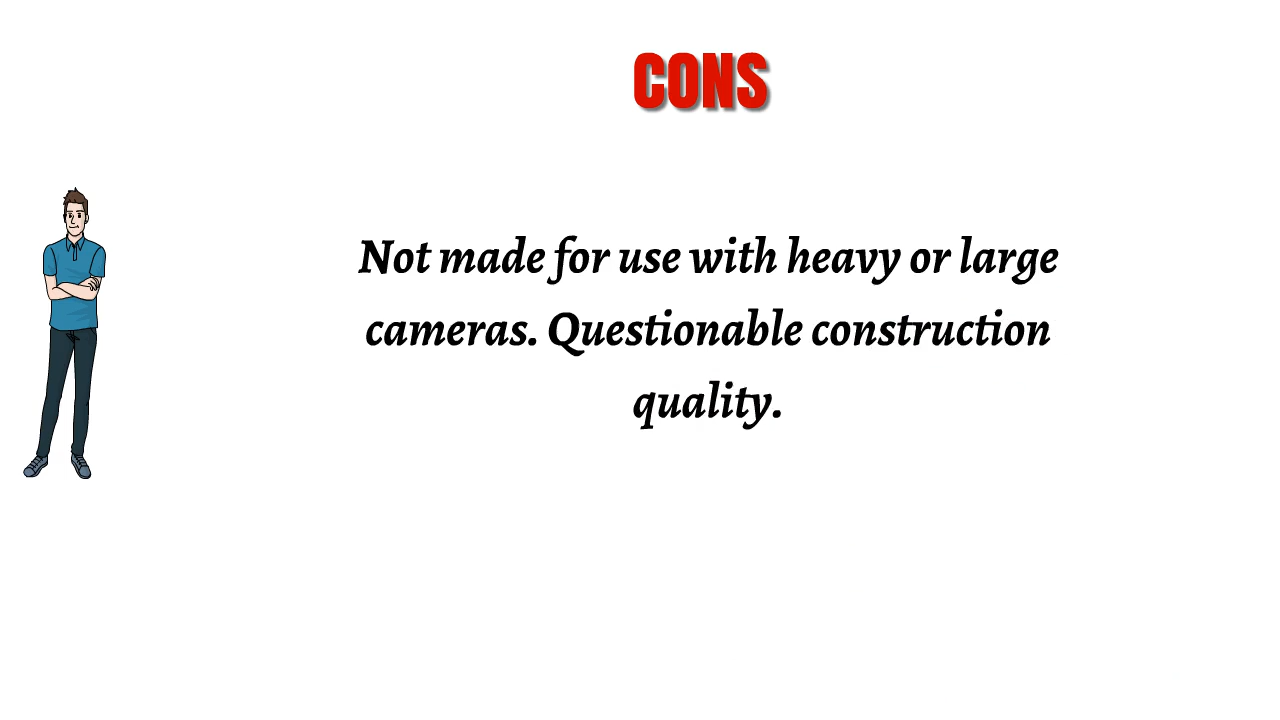 CONS
Not made for use with heavy or large
cameras. Questionable construction
quality.